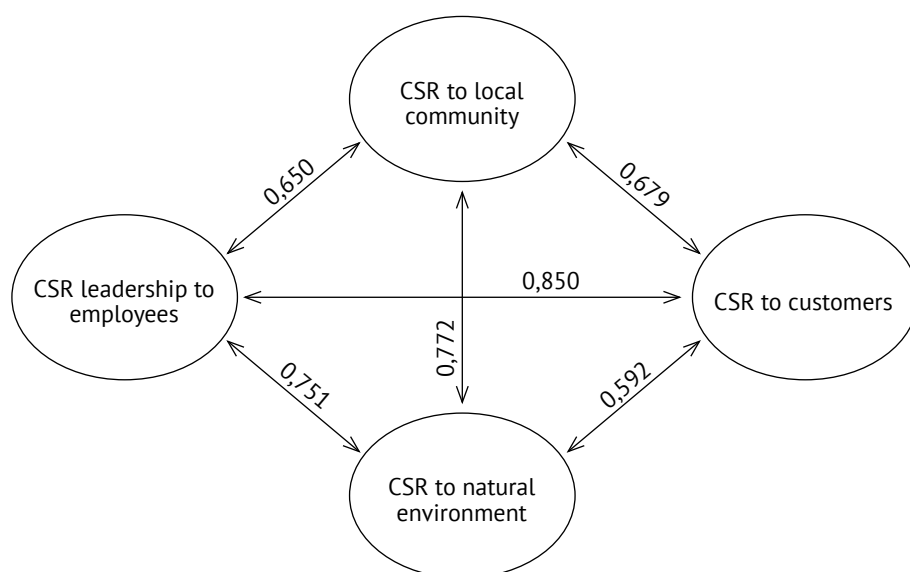 CSR to local
community
0,650
0,679
CSR leadership to
employees
0,850
CSR to customers
0,772
0,751
0,592
CSR to natural
environment